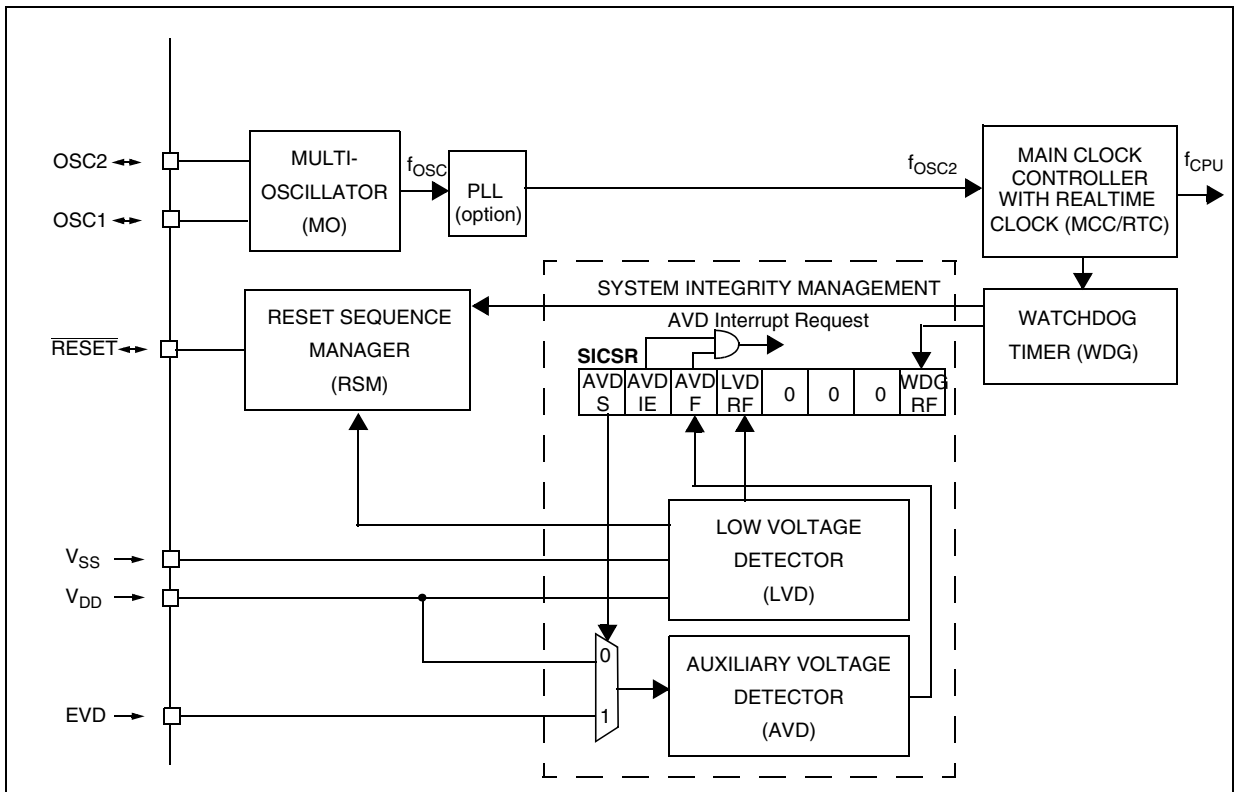 OSC2
OSC1
MULTI-
OSCILLATOR
(MO)
fOSC
PLL
(option)
fOSC2
MAIN CLOCK
CONTROLLER
WITH REALTIME
CLOCK (MCC/RTC)
fCPU
SYSTEM INTEGRITY MANAGEMENT
RESET
RESET SEQUENCE
MANAGER
(RSM)
AVD Interrupt Request
WATCHDOG
TIMER (WDG)
SICSR
AVD AVD AVD LVD 0 0 0 WDG
S IE F RF RF
VSS
VDD
LOW VOLTAGE
DETECTOR
(LVD)
0
1
AUXILIARY VOLTAGE
DETECTOR
(AVD)
EVD